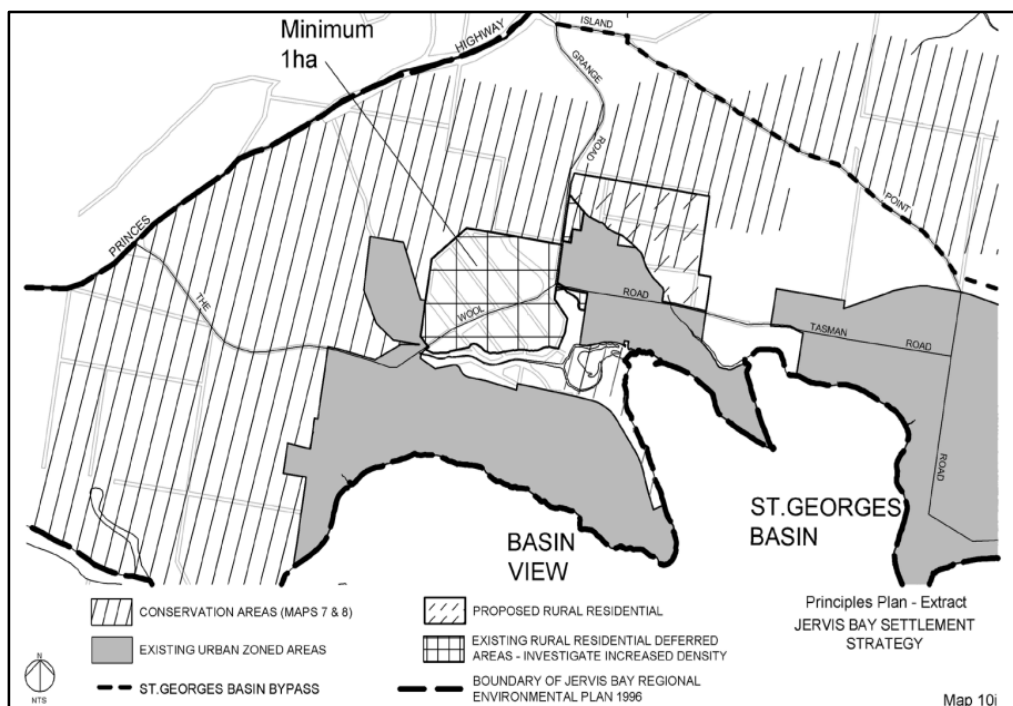 Minimum
1ha
HIGHWAY
ISLAND
GRANGE
ROAD
POINT
PRINCES
THE
WOOL
ROAD
TASMAN
ROAD
ROAD
BASIN
VIEW
ST.GEORGES
BASIN
CONSERVATION AREAS (MAPS 7 & 8)
PROPOSED RURAL RESIDENTIAL
EXISTING URBAN ZONED AREAS
EXISTING RURAL RESIDENTIAL DEFERRED
AREAS - INVESTIGATE INCREASED DENSITY
ST.GEORGES BASIN BYPASS
BOUNDARY OF JERVIS BAY REGIONAL
ENVIRONMENTAL PLAN 1996
Principles Plan - Extract
JERVIS BAY SETTLEMENT
STRATEGY
N
NTS
Map 10i